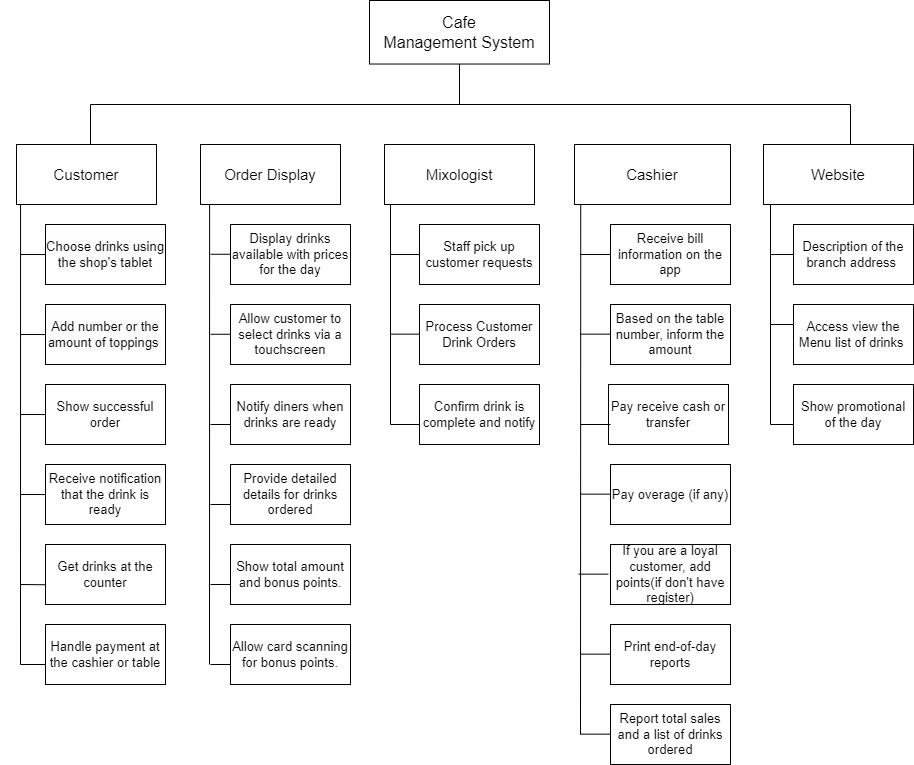 Cafe
Management System
Customer
Order Display
Mixologist
Cashier
Website
Choose drinks using
the shop's tablet
Add number or the
amount of toppings
Show successful
order
Receive notification
that the drink is
ready
Get drinks at the
counter
Handle payment at
the cashier or table
Display drinks
available with prices
for the day
Allow customer to
select drinks via a
touchscreen
Notify diners when
drinks are ready
Provide detailed
details for drinks
ordered
Show total amount
and bonus points.
Allow card scanning
for bonus points.
Staff pick up
customer requests
Process Customer
Drink Orders
Confirm drink is
complete and notify
Receive bill
information on the
app
Based on the table
number, inform the
amount
Pay receive cash or
transfer
Pay overage (if any)
If you are a loyal
customer, add
points(if don't have
register)
Print end-of-day
reports
Report total sales
and a list of drinks
ordered
Description of the
branch address
Access view the
Menu list of drinks
Show promotional
of the day